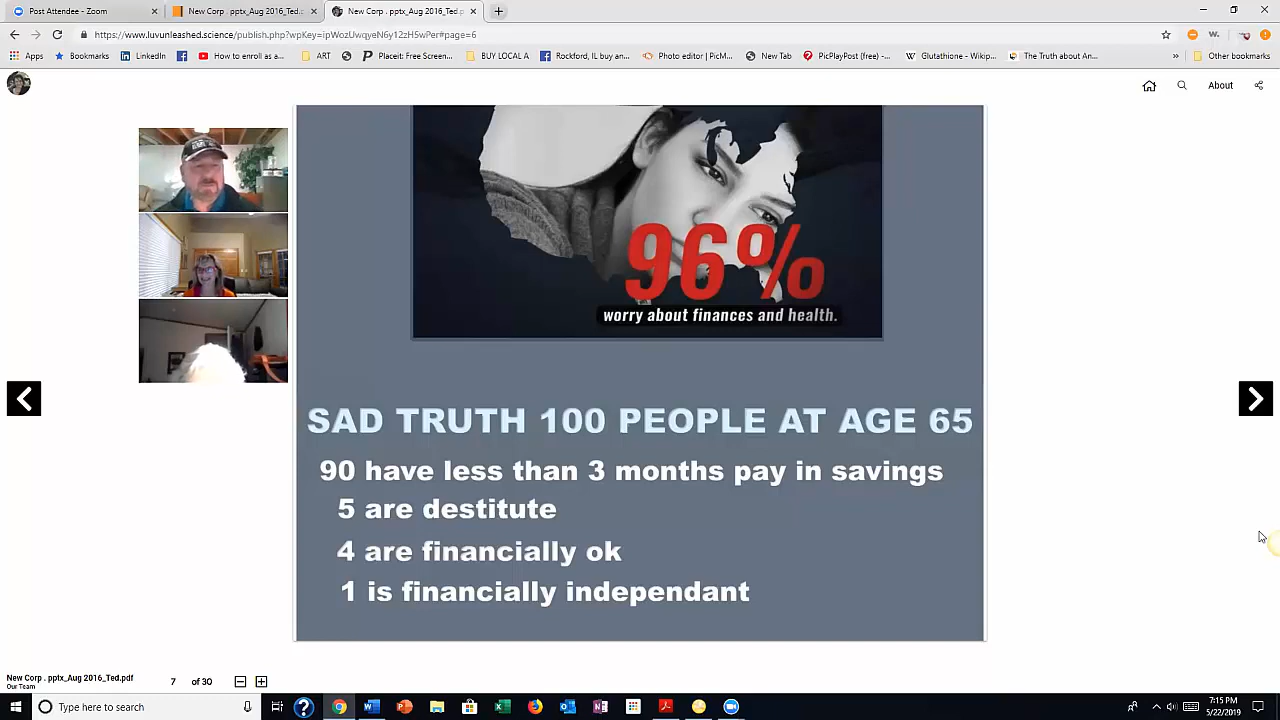 Post Attendee - Zoom
New Corp . pptx_Aug 2016_Ted.pd
New Corp . pptx_Aug 2016_Ted.pd
https://www.luvunleashed.science/publish.php?wpKey=ipWozUwqyeN6y12zH5wPer#page=6
Apps
Bookmarks
LinkedIn
How to enroll as a...
ART
Placeit: Free Screen...
BUY LOCAL A
Rockford, IL buy an...
Photo editor | PicM...
New Tab
PicPlayPost (free) -...
Glutathione - Wikip...
The Truth about An...
Other bookmarks
About
96%
worry about finances and health.
SAD TRUTH 100 PEOPLE AT AGE 65
90 have less than 3 months pay in savings
5 are destitute
4 are financially ok
1 is financially independant
New Corp . pptx_Aug 2016_Ted.pdf
Our Team
7 of 30
Type here to search
7:15 PM
5/22/2019